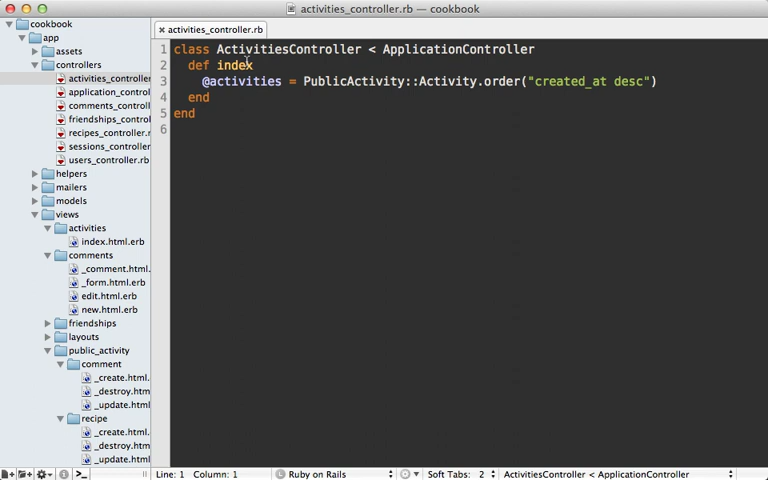 activities_controller.rb — cookbook
cookbook
app
assets
controllers
activities_controlle
application_control
comments_controll
friendships_control
recipes_controller.r
sessions_controller
users_controller.rb
helpers
mailers
models
views
activities
index.html.erb
comments
_comment.html.
_form.html.erb
edit.html.erb
new.html.erb
friendships
layouts
public_activity
comment
_create.html.
_destroy.htm
_update.html
recipe
_create.html.
_destroy.htm
_update.html
activities_controller.rb
1 class ActivitiesController < ApplicationController
2 def index
3 @activities = PublicActivity::Activity.order("created_at desc")
4 end
5 end
6
Line: 1 Column: 1 Ruby on Rails Soft Tabs: 2 ActivitiesController < ApplicationController